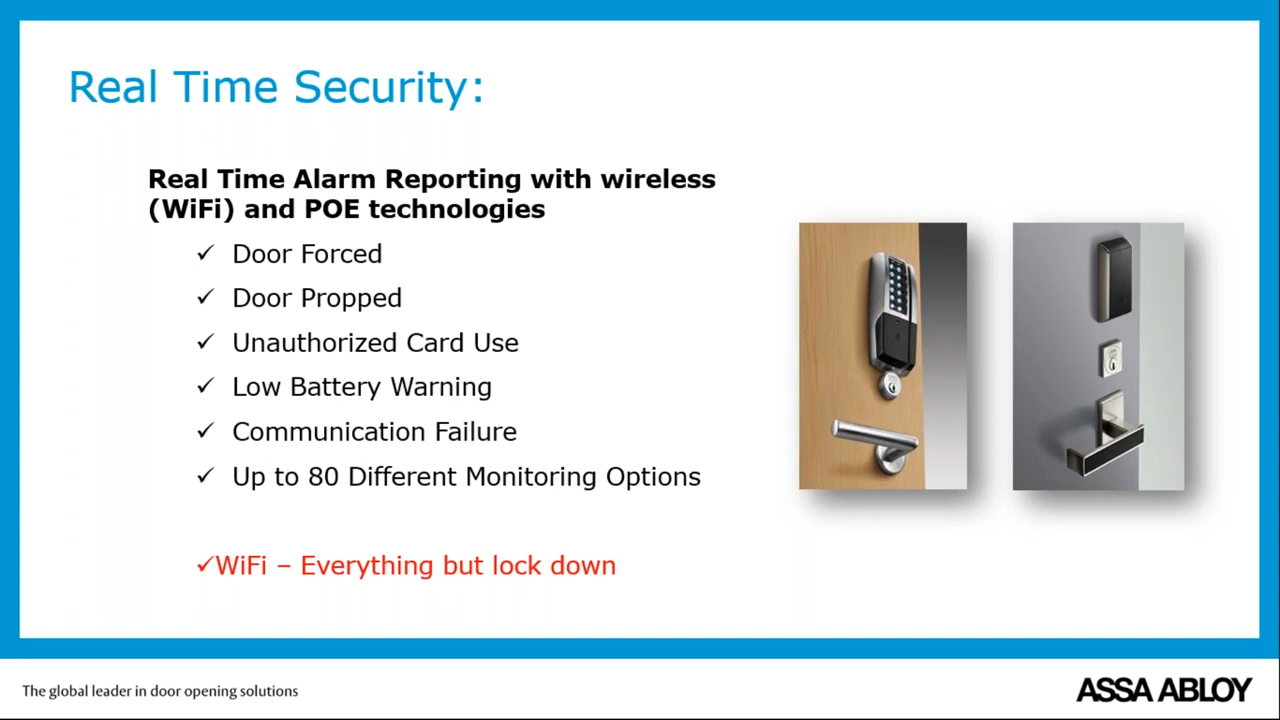 Real Time Security:
Real Time Alarm Reporting with wireless
(WiFi) and POE technologies
✓ Door Forced
✓ Door Propped
✓ Unauthorized Card Use
✓ Low Battery Warning
✓ Communication Failure
✓ Up to 80 Different Monitoring Options
✓WiFi – Everything but lock down
The global leader in door opening solutions
ASSA ABLOY